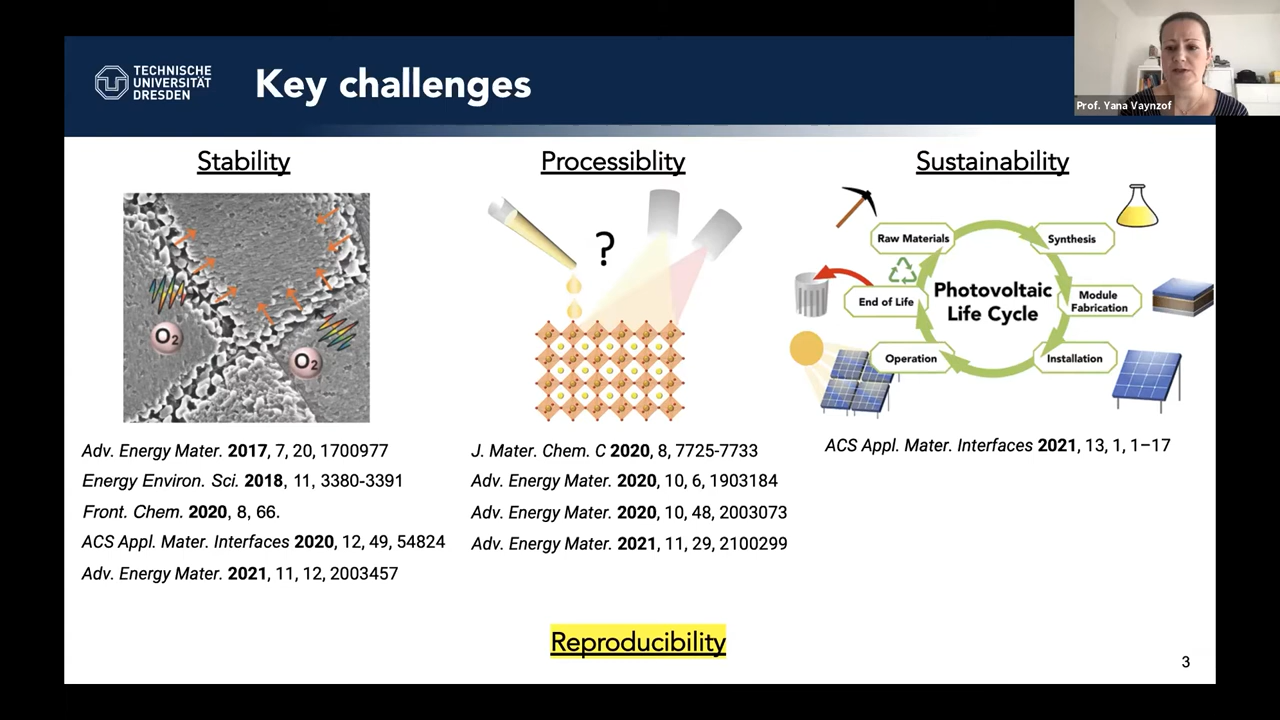 TECHNISCHE
UNIVERSITÄT
DRESDEN
Key challenges
Prof. Yana Vaynzof
Stability
O2
O2
Adv. Energy Mater. 2017, 7, 20, 1700977
Energy Environ. Sci. 2018, 11, 3380-3391
Front. Chem. 2020, 8, 66.
ACS Appl. Mater. Interfaces 2020, 12, 49, 54824
Adv. Energy Mater. 2021, 11, 12, 2003457
Processiblity
?
J. Mater. Chem. C 2020, 8, 7725-7733
Adv. Energy Mater. 2020, 10, 6, 1903184
Adv. Energy Mater. 2020, 10, 48, 2003073
Adv. Energy Mater. 2021, 11, 29, 2100299
Sustainability
Raw Materials
Synthesis
Photovoltaic
Life Cycle
End of Life
Module
Fabrication
Operation
Installation
ACS Appl. Mater. Interfaces 2021, 13, 1, 1–17
Reproducibility
3